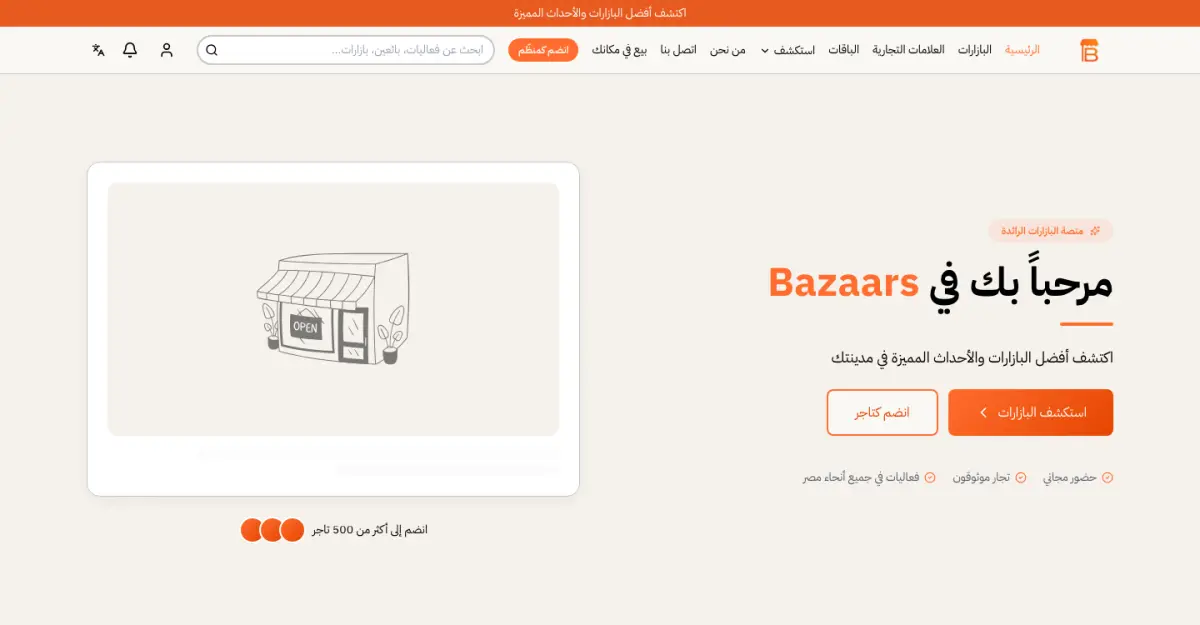 اكتشف أفضل البازارات والأحداث المميزة
الرئيسية البازارات العلامات التجارية الباقات استكشف من نحن اتصل بنا بيع في مكانك انضم كمنظّم ابحث عن فعاليات، بائعين، بازارات...
منصة البازارات الرائدة
مرحباً بك في Bazaars
اكتشف أفضل البازارات والأحداث المميزة في مدينتك
استكشف البازارات انضم كتاجر
حضور مجاني تجار موثوقون فعاليات في جميع أنحاء مصر
OPEN
انضم إلى أكثر من 500 تاجر